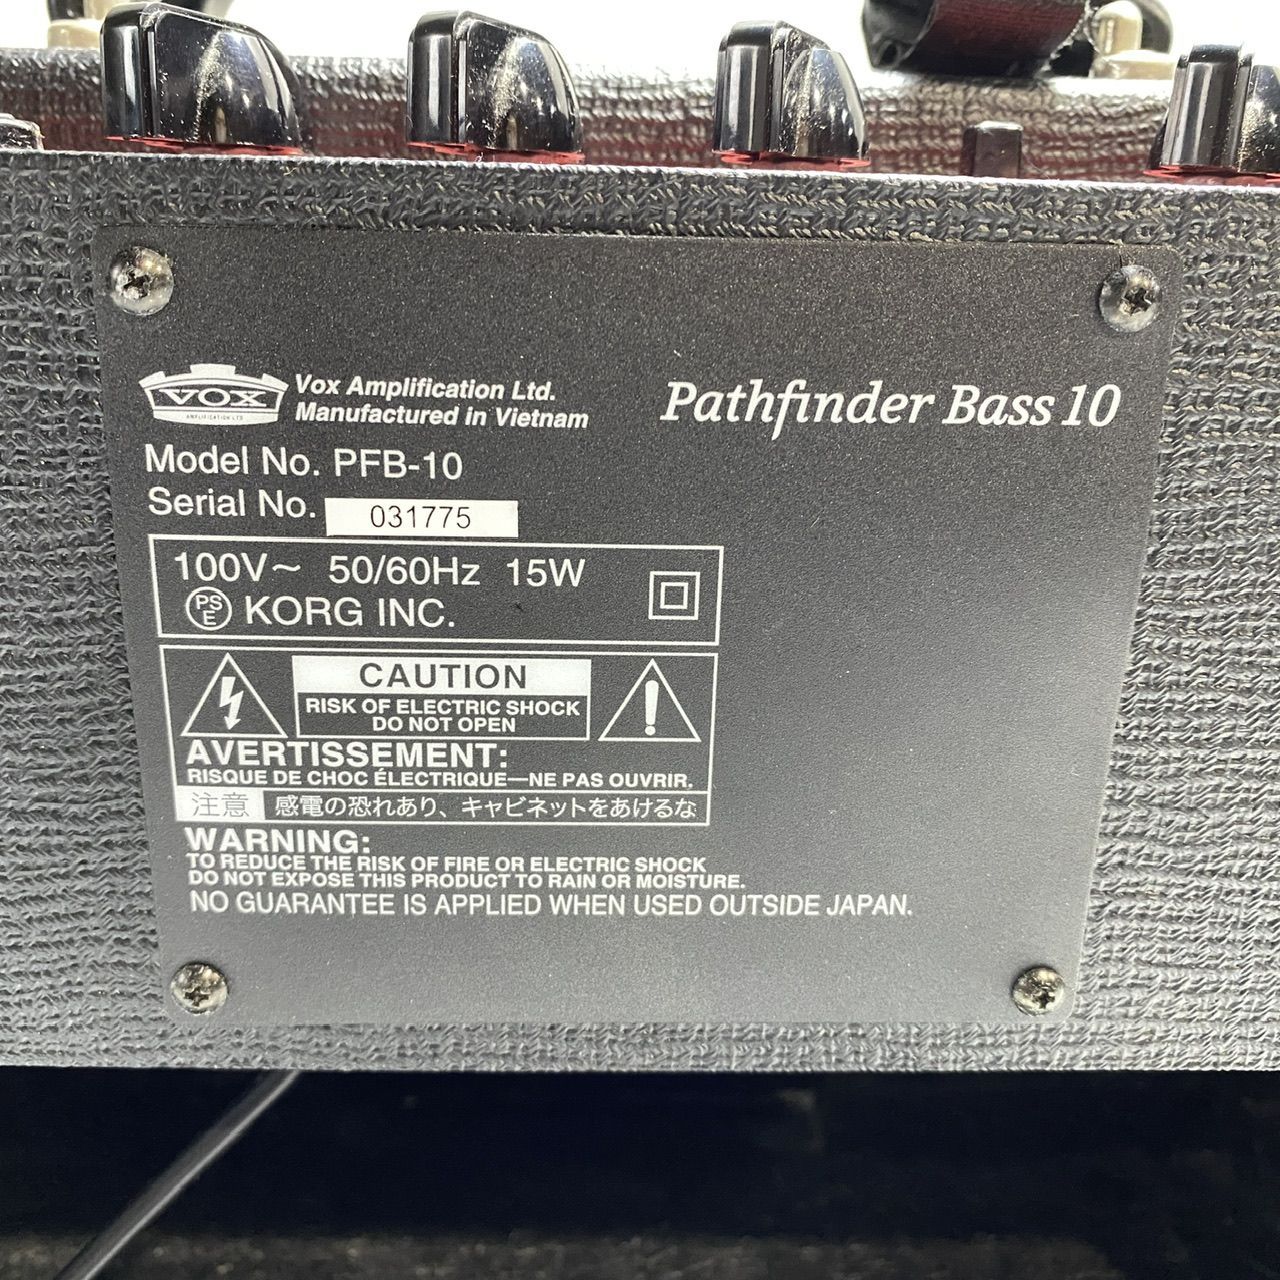 VOX
AMPLIFICATION LTD
Vox Amplification Ltd.
Manufactured in Vietnam
Pathfinder Bass 10
Model No. PFB-10
Serial No. 031775
100V~ 50/60Hz 15W
PS
E
KORG INC.
CAUTION
RISK OF ELECTRIC SHOCK
DO NOT OPEN
AVERTISSEMENT:
RISQUE DE CHOC ÉLECTRIQUE—NE PAS OUVRIR.
注意 感電の恐れあり、キャビネットをあけるな
WARNING:
TO REDUCE THE RISK OF FIRE OR ELECTRIC SHOCK
DO NOT EXPOSE THIS PRODUCT TO RAIN OR MOISTURE.
NO GUARANTEE IS APPLIED WHEN USED OUTSIDE JAPAN.